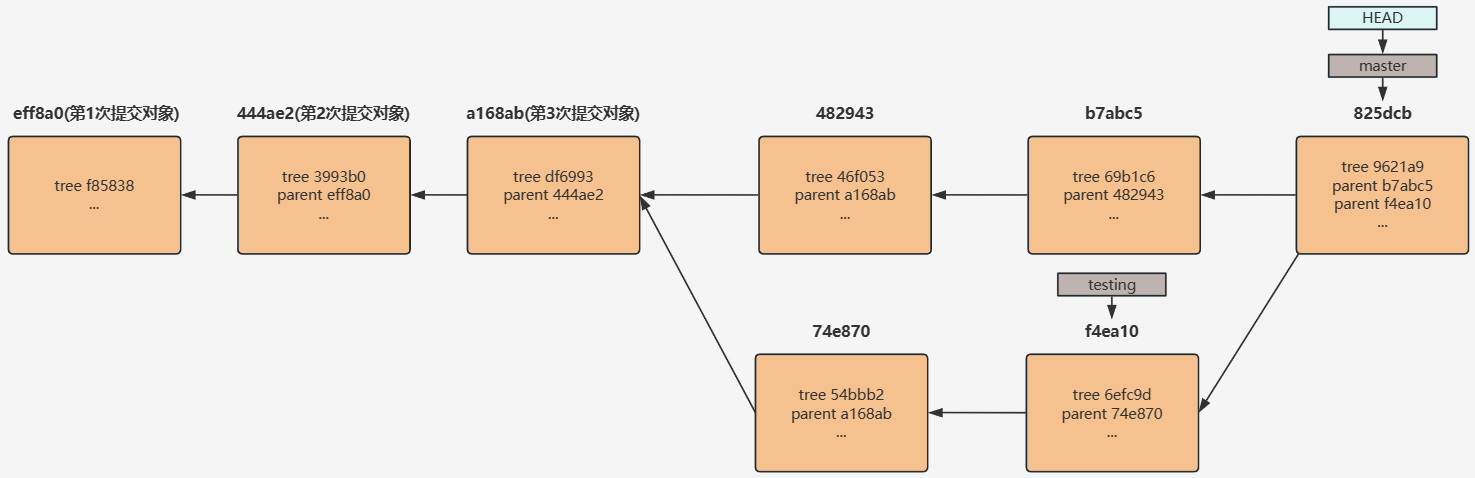 HEAD
master
eff8a0(第1次提交对象)
444ae2(第2次提交对象)
a168ab(第3次提交对象)
482943
b7abc5
825dcb
tree f85838
...
tree 3993b0
parent eff8a0
...
tree df6993
parent 444ae2
...
tree 46f053
parent a168ab
...
tree 69b1c6
parent 482943
...
tree 9621a9
parent b7abc5
parent f4ea10
...
testing
74e870
f4ea10
tree 54bbb2
parent a168ab
...
tree 6efc9d
parent 74e870
...